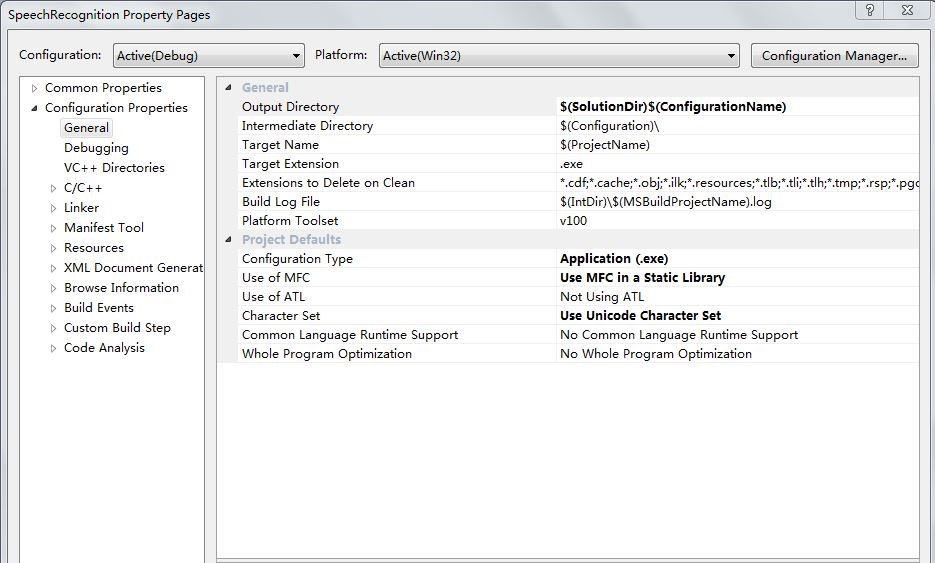 SpeechRecognition Property Pages
Configuration: Active(Debug) Platform: Active(Win32) Configuration Manager...
Common Properties
Configuration Properties
General
Debugging
VC++ Directories
C/C++
Linker
Manifest Tool
Resources
XML Document Generat
Browse Information
Build Events
Custom Build Step
Code Analysis
General
Output Directory $(SolutionDir)$(ConfigurationName)
Intermediate Directory $(Configuration)\
Target Name $(ProjectName)
Target Extension .exe
Extensions to Delete on Clean *.cdf;*.cache;*.obj;*.ilk;*.resources;*.tlb;*.tli;*.tlh;*.tmp;*.rsp;*.pgc
Build Log File $(IntDir)\$(MSBuildProjectName).log
Platform Toolset v100
Project Defaults
Configuration Type Application (.exe)
Use of MFC Use MFC in a Static Library
Use of ATL Not Using ATL
Character Set Use Unicode Character Set
Common Language Runtime Support No Common Language Runtime Support
Whole Program Optimization No Whole Program Optimization